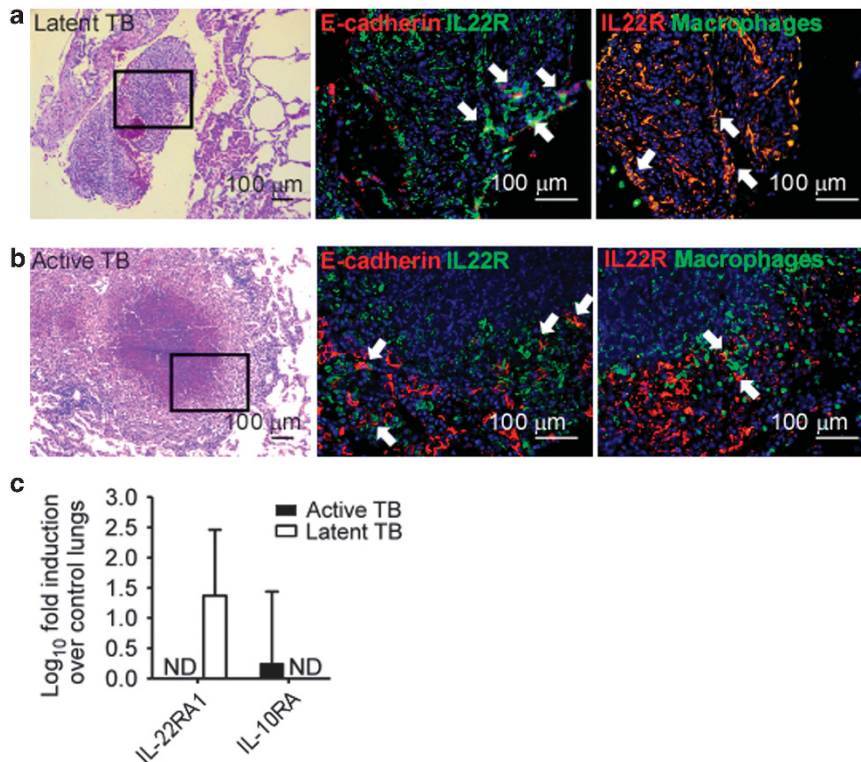 a
Latent TB
100 µm
E-cadherin IL22R
100 µm
IL22R Macrophages
100 µm
b
Active TB
100 µm
E-cadherin IL22R
100 µm
IL22R Macrophages
100 µm
c
Log10 fold induction
over control lungs
3.0
2.5
2.0
1.5
1.0
0.5
0.0
Active TB
Latent TB
ND
ND
IL-22RA1
IL-10RA